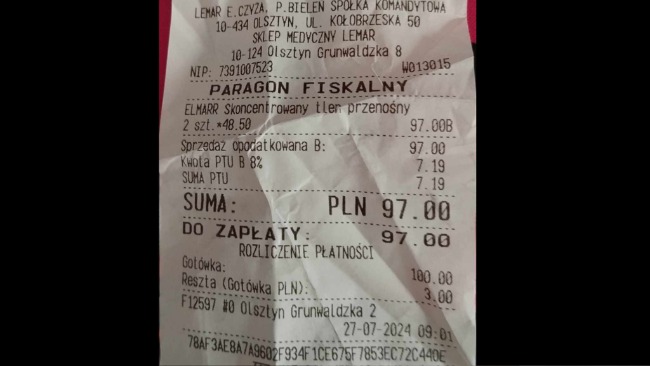 LEMAR E.CZYŻA, P.BIELEŃ SPÓŁKA KOMANDYTOWA
10-434 OLSZTYN, UL. KOŁOBRZESKA 50
SKLEP MEDYCZNY LEMAR
10-124 Olsztyn Grunwaldzka 8
NIP: 7391007523 W013015
PARAGON FISKALNY
ELMARR Skoncentrowany tlen przenośny
2 szt.*48.50 97.00B
Sprzedaż opodatkowana B: 97.00
Kwota PTU B 8% 7.19
SUMA PTU 7.19
SUMA: PLN 97.00
DO ZAPŁATY: 97.00
ROZLICZENIE PŁATNOŚCI
Gotówka: 100.00
Reszta (Gotówka PLN): 3.00
F12597 #0 Olsztyn Grunwaldzka 2
27-07-2024 09:01
78AF3AE8A7A9602F934F1CE675F7853EC72C440E